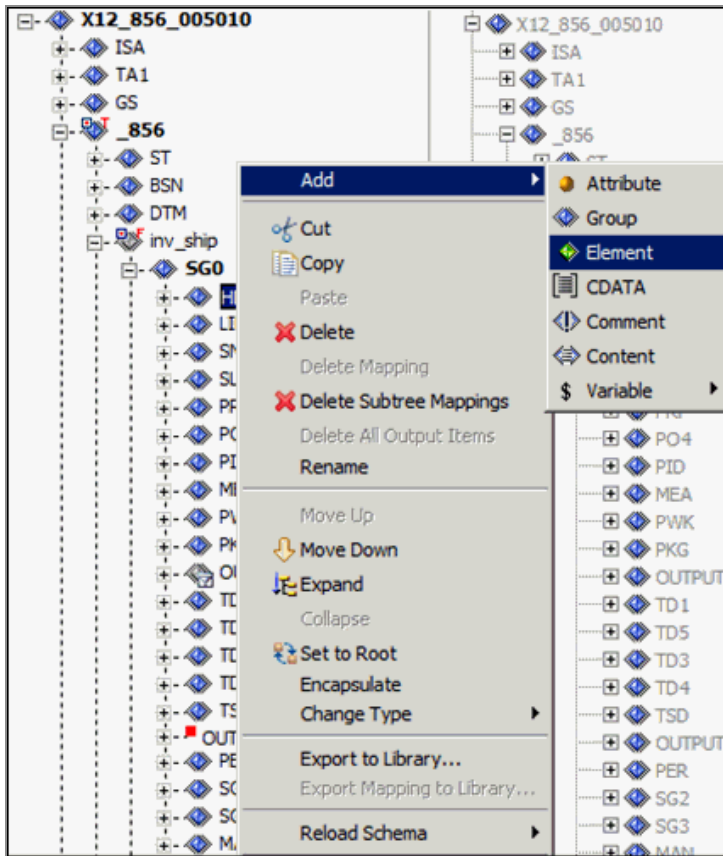 X12_856_005010
ISA
TA1
GS
_856
ST
BSN
DTM
inv_ship
SG0
Add
Cut
Copy
Paste
Delete
Delete Mapping
Delete Subtree Mappings
Delete All Output Items
Rename
Move Up
Move Down
Expand
Collapse
Set to Root
Encapsulate
Change Type
Export to Library...
Export Mapping to Library...
Reload Schema
Attribute
Group
Element
CDATA
Comment
Content
$ Variable
X12_856_005010
ISA
TA1
GS
_856
PO4
PID
MEA
PWK
PKG
OUTPUT
TD1
TD5
TD3
TD4
TSD
OUTPUT
PER
SG2
SG3
MAN